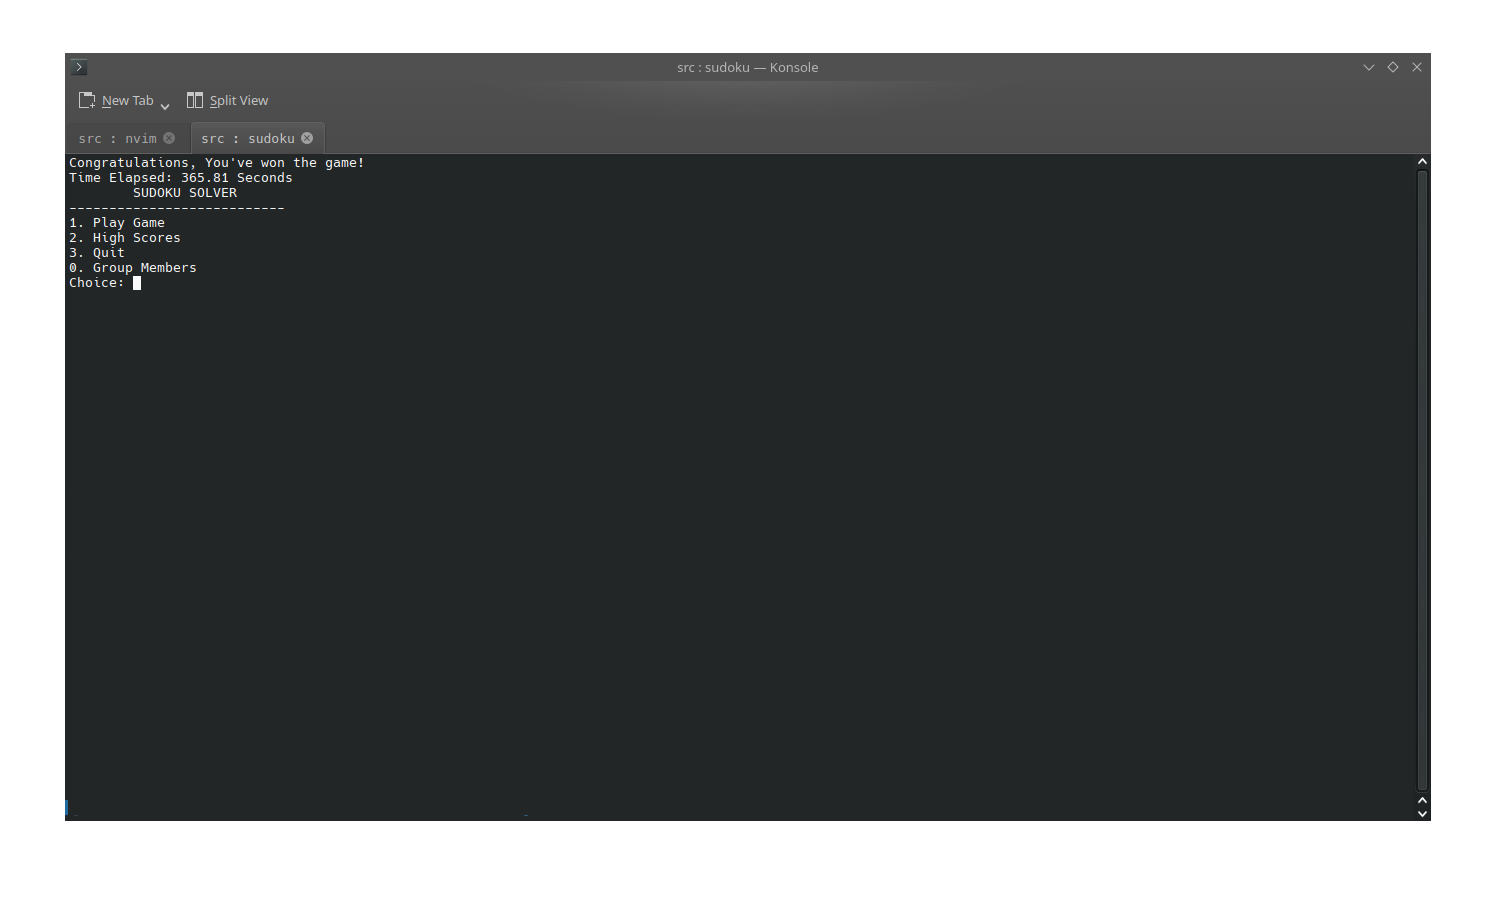 src : sudoku — Konsole
New Tab Split View
src : nvim src : sudoku
Congratulations, You've won the game!
Time Elapsed: 365.81 Seconds
SUDOKU SOLVER
---------------------------
1. Play Game
2. High Scores
3. Quit
0. Group Members
Choice: